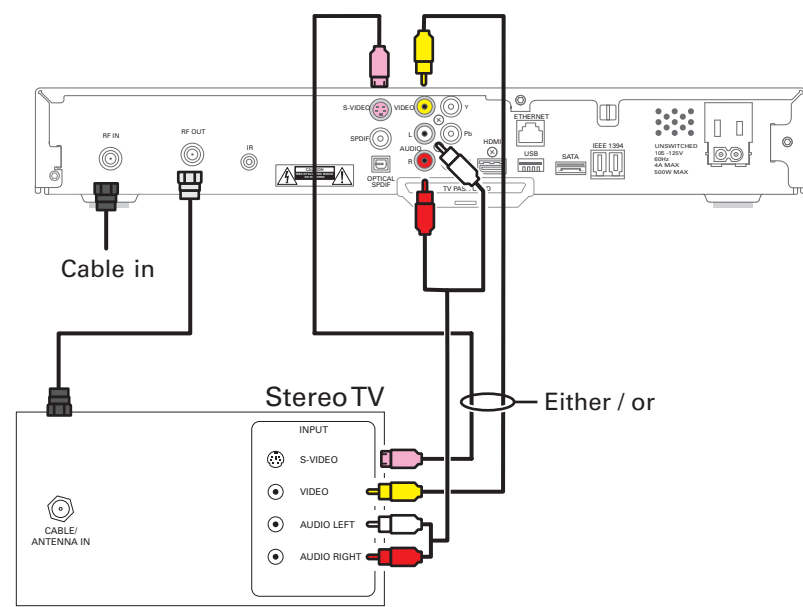 S-VIDEO
VIDEO
Y
RF IN
RF OUT
IR
SPDIF
L
Pb
AUDIO
R
OPTICAL
SPDIF
HDMI
ETHERNET
USB
SATA
IEEE 1394
UNSWITCHED
105 -125V
60Hz
4A MAX
500W MAX
Cable in
Stereo TV
Either / or
INPUT
S-VIDEO
VIDEO
AUDIO LEFT
AUDIO RIGHT
CABLE/
ANTENNA IN